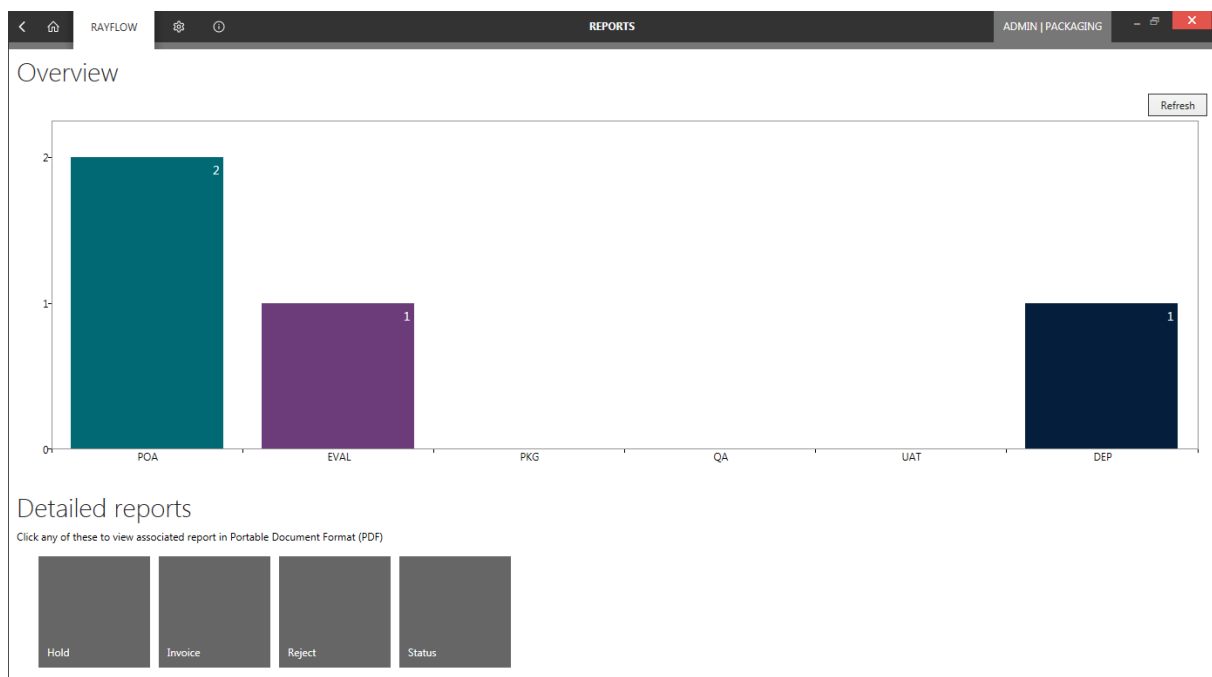 RAYFLOW
REPORTS
ADMIN | PACKAGING
Overview
Refresh
2
2
1
1
1
0
POA
EVAL
PKG
QA
UAT
DEP
Detailed reports
Click any of these to view associated report in Portable Document Format (PDF)
Hold
Invoice
Reject
Status